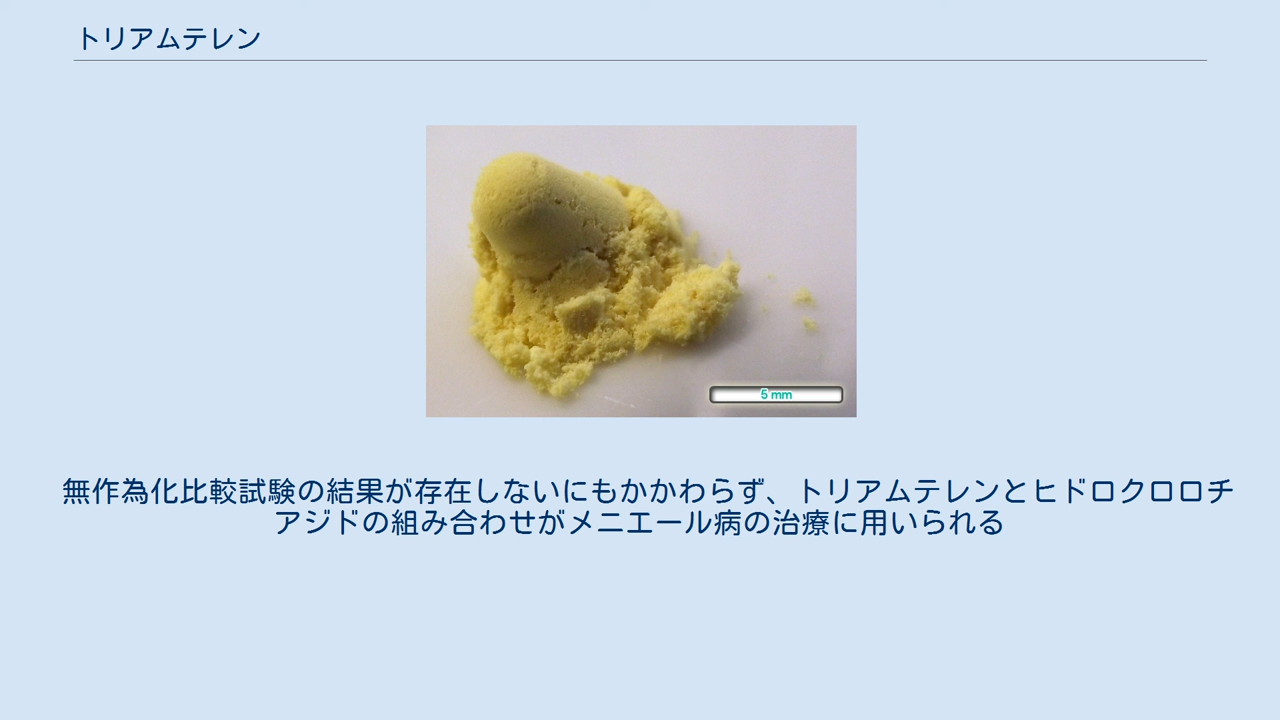 トリアムテレン
5 mm
無作為化比較試験の結果が存在しないにもかかわらず、トリアムテレンとヒドロクロロチ
アジドの組み合わせがメニエール病の治療に用いられる